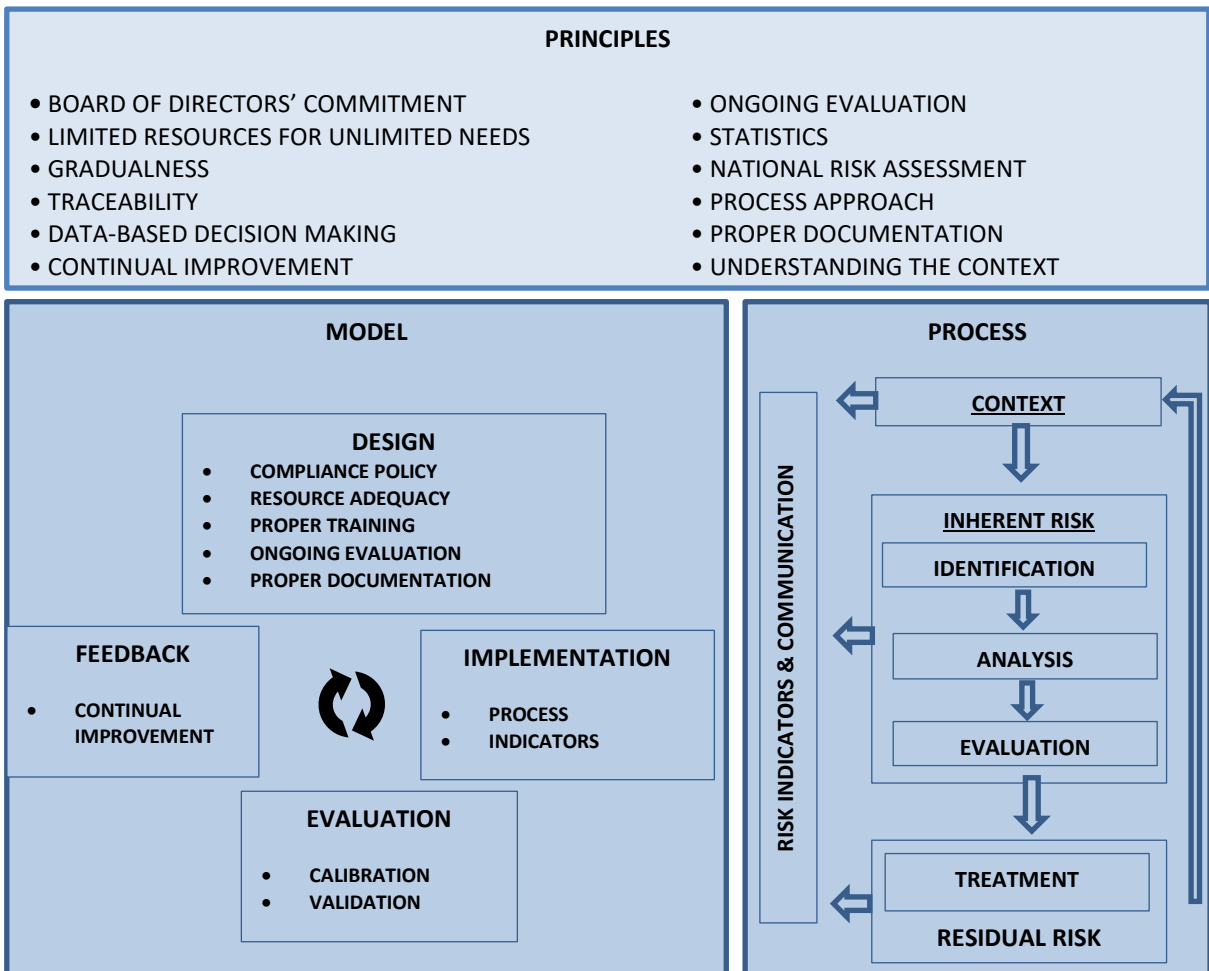 PRINCIPLES
• BOARD OF DIRECTORS’ COMMITMENT
• LIMITED RESOURCES FOR UNLIMITED NEEDS
• GRADUALNESS
• TRACEABILITY
• DATA-BASED DECISION MAKING
• CONTINUAL IMPROVEMENT
• ONGOING EVALUATION
• STATISTICS
• NATIONAL RISK ASSESSMENT
• PROCESS APPROACH
• PROPER DOCUMENTATION
• UNDERSTANDING THE CONTEXT
MODEL
DESIGN
• COMPLIANCE POLICY
• RESOURCE ADEQUACY
• PROPER TRAINING
• ONGOING EVALUATION
• PROPER DOCUMENTATION
FEEDBACK
• CONTINUAL
IMPROVEMENT
IMPLEMENTATION
• PROCESS
• INDICATORS
EVALUATION
• CALIBRATION
• VALIDATION
PROCESS
RISK INDICATORS & COMMUNICATION
CONTEXT
INHERENT RISK
IDENTIFICATION
ANALYSIS
EVALUATION
TREATMENT
RESIDUAL RISK